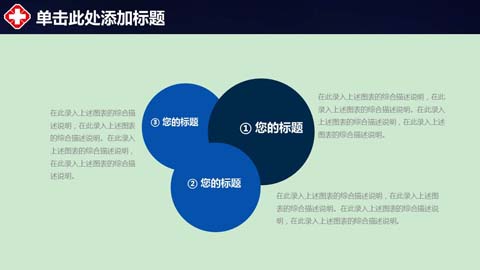 单击此处添加标题
在此录入上述图表的综合描
述说明，在此录入上述图表
的综合描述说明。在此录入
上述图表的综合描述说明，
在此录入上述图表的综合描
述说明。
③ 您的标题
① 您的标题
② 您的标题
在此录入上述图表的综合描述说明，在此
录入上述图表的综合描述说明。在此录入
上述图表的综合描述说明，在此录入上述
图表的综合描述说明。
在此录入上述图表的综合描述说明，在此录入上述图
表的综合描述说明。在此录入上述图表的综合描述说
明，在此录入上述图表的综合描述说明。